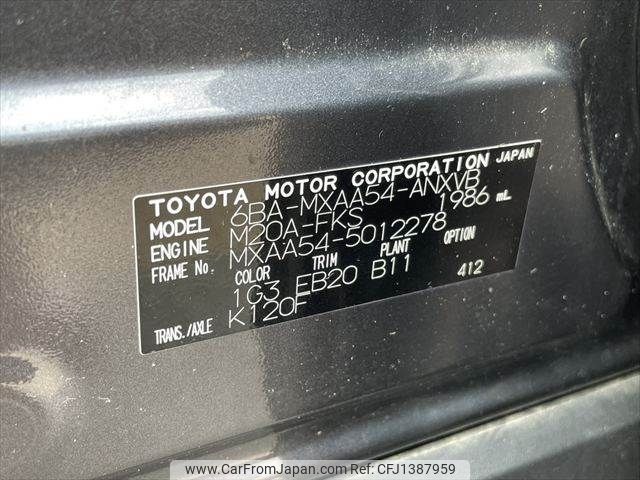 TOYOTA MOTOR CORPORATION JAPAN
MODEL 6BA-MXAA54-ANXVB
ENGINE M20A-FKS 1986 mL
FRAME No. MXAA54-5012278
COLOR TRIM PLANT OPTION
1G3 EB20 B11 412
TRANS./AXLE K120F
www.CarFromJapan.com - Ref No: CFJ1387959